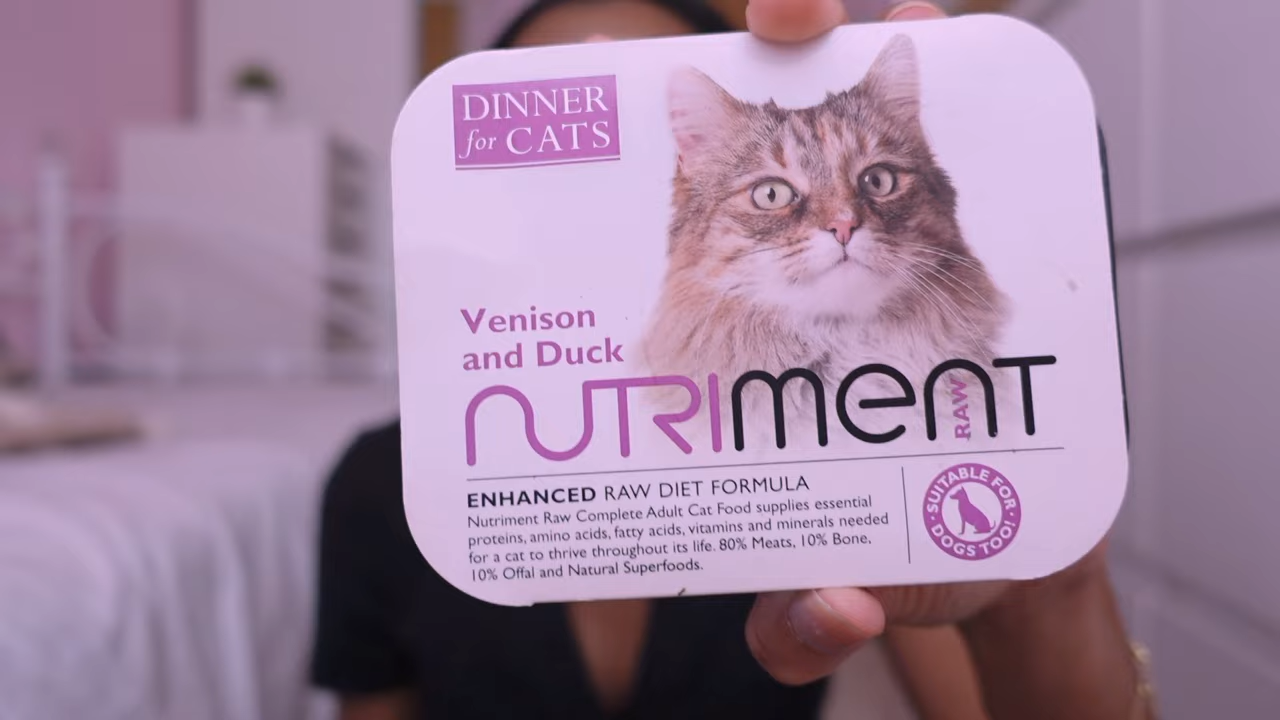 DINNER
for CATS
Venison
and Duck
NUTRIMENT
RAW
ENHANCED RAW DIET FORMULA
Nutriment Raw Complete Adult Cat Food supplies essential
proteins, amino acids, fatty acids, vitamins and minerals needed
for a cat to thrive throughout its life. 80% Meats, 10% Bone,
10% Offal and Natural Superfoods.
· SUITABLE FOR ·
DOGS TOO!